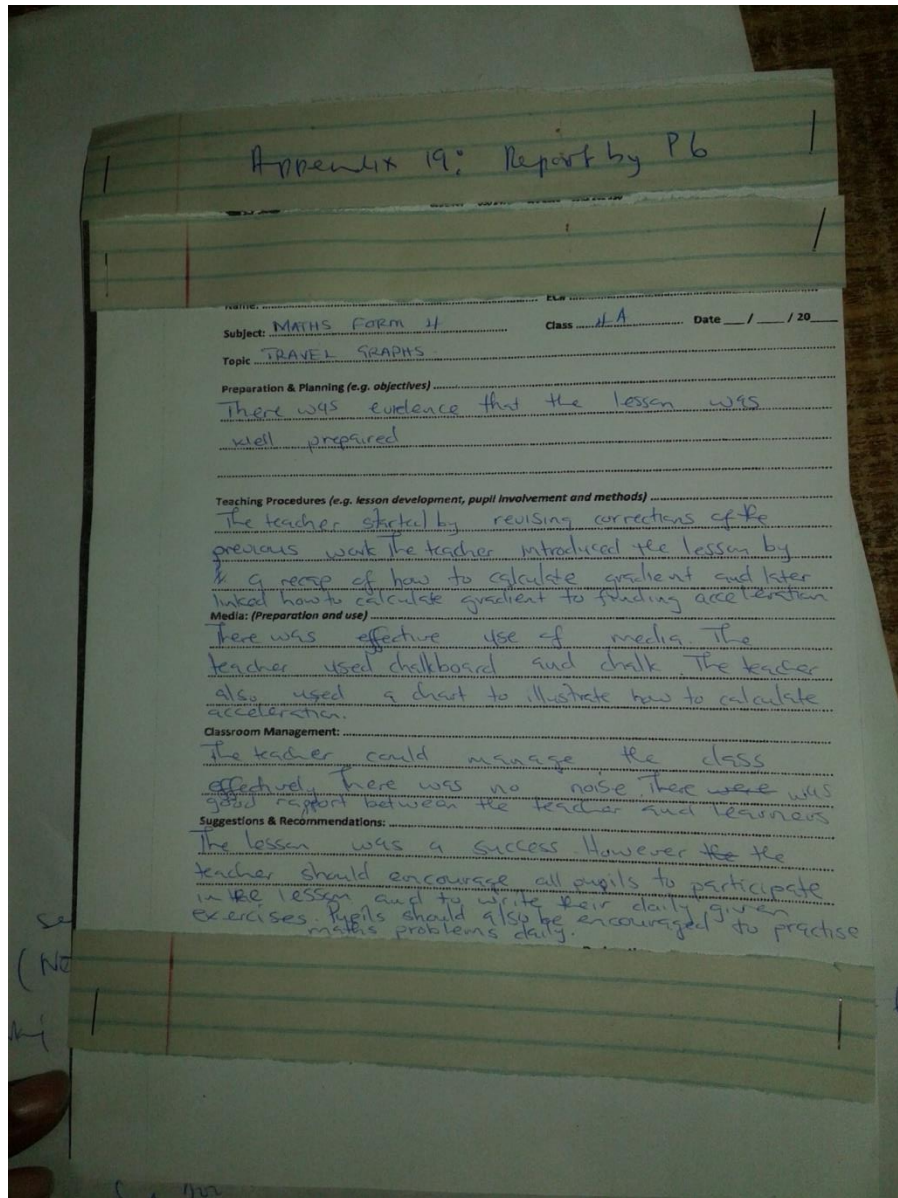 Appendix 19: Report by P6
Name:
Subject: MATHS FORM 4 Class 4A Date __/__/20__
Topic TRAVEL GRAPHS
Preparation & Planning (e.g. objectives)
There was evidence that the lesson was
well prepared
Teaching Procedures (e.g. lesson development, pupil involvement and methods)
The teacher started by revising corrections of the
previous work The teacher introduced the lesson by
a recap of how to calculate gradient and later
linked how to calculate gradient to finding acceleration
Media: (Preparation and use)
There was effective use of media. The
teacher used chalkboard and chalk The teacher
also used a chart to illustrate how to calculate
acceleration.
Classroom Management:
The teacher could manage the class
effectively There was no noise. There were was
good rapport between the teacher and learners
Suggestions & Recommendations:
The lesson was a success. However the the
teacher should encourage all pupils to participate
in the lesson and to write their daily given
exercises. Pupils should also be encouraged to practise
maths problems daily.
se
(No